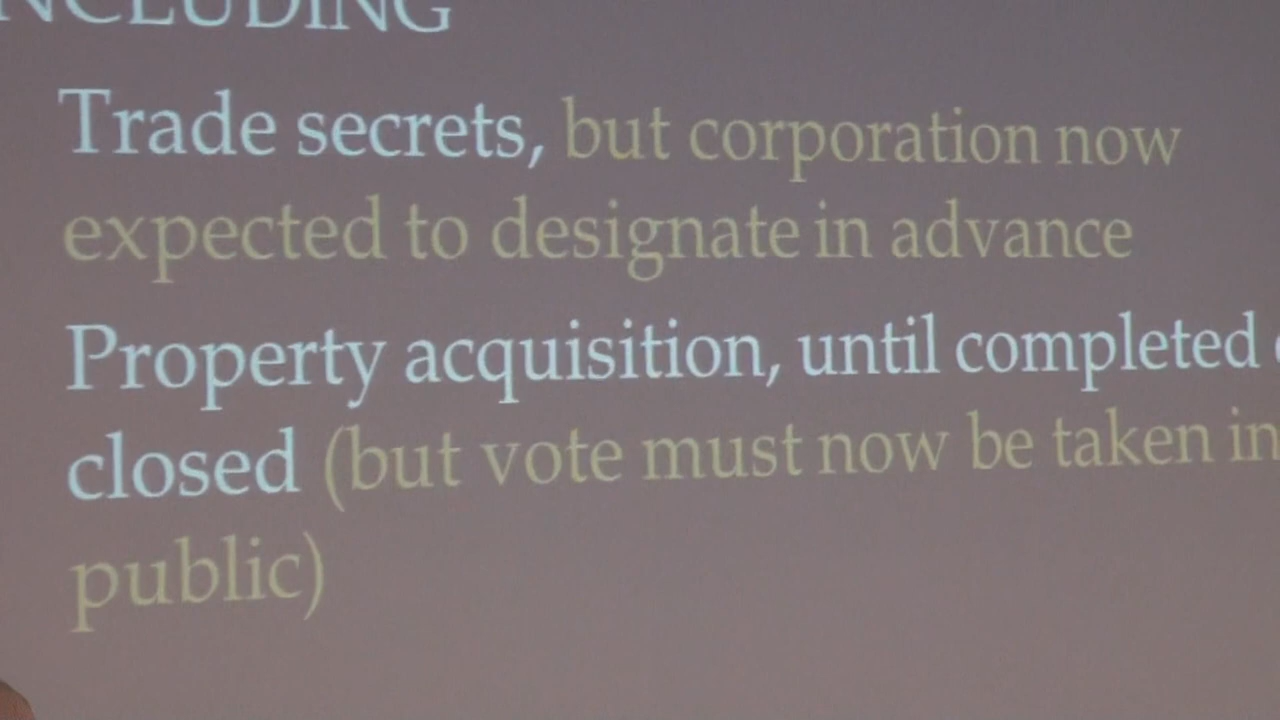 NCLUDING
Trade secrets, but corporation now
expected to designate in advance
Property acquisition, until completed
closed (but vote must now be taken in
public)